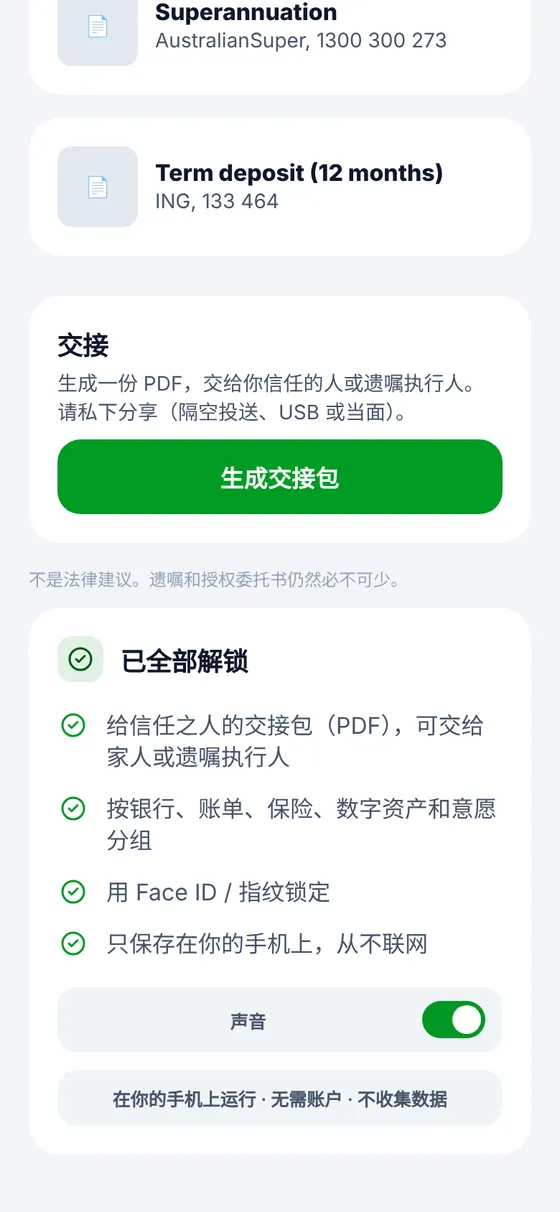 Superannuation
AustralianSuper, 1300 300 273
Term deposit (12 months)
ING, 133 464
交接
生成一份 PDF，交给你信任的人或遗嘱执行人。
请私下分享（隔空投送、USB 或当面）。
生成交接包
不是法律建议。遗嘱和授权委托书仍然必不可少。
已全部解锁
给信任之人的交接包（PDF），可交给
家人或遗嘱执行人
按银行、账单、保险、数字资产和意愿
分组
用 Face ID / 指纹锁定
只保存在你的手机上，从不联网
声音
在你的手机上运行 · 无需账户 · 不收集数据